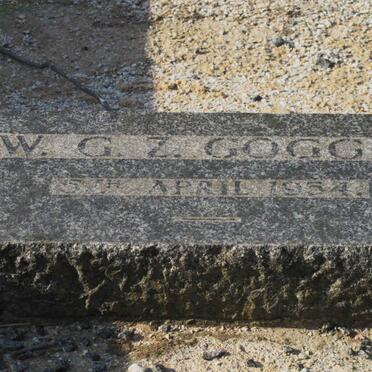 W. G. Z. GOGG
5TH APRIL 1954